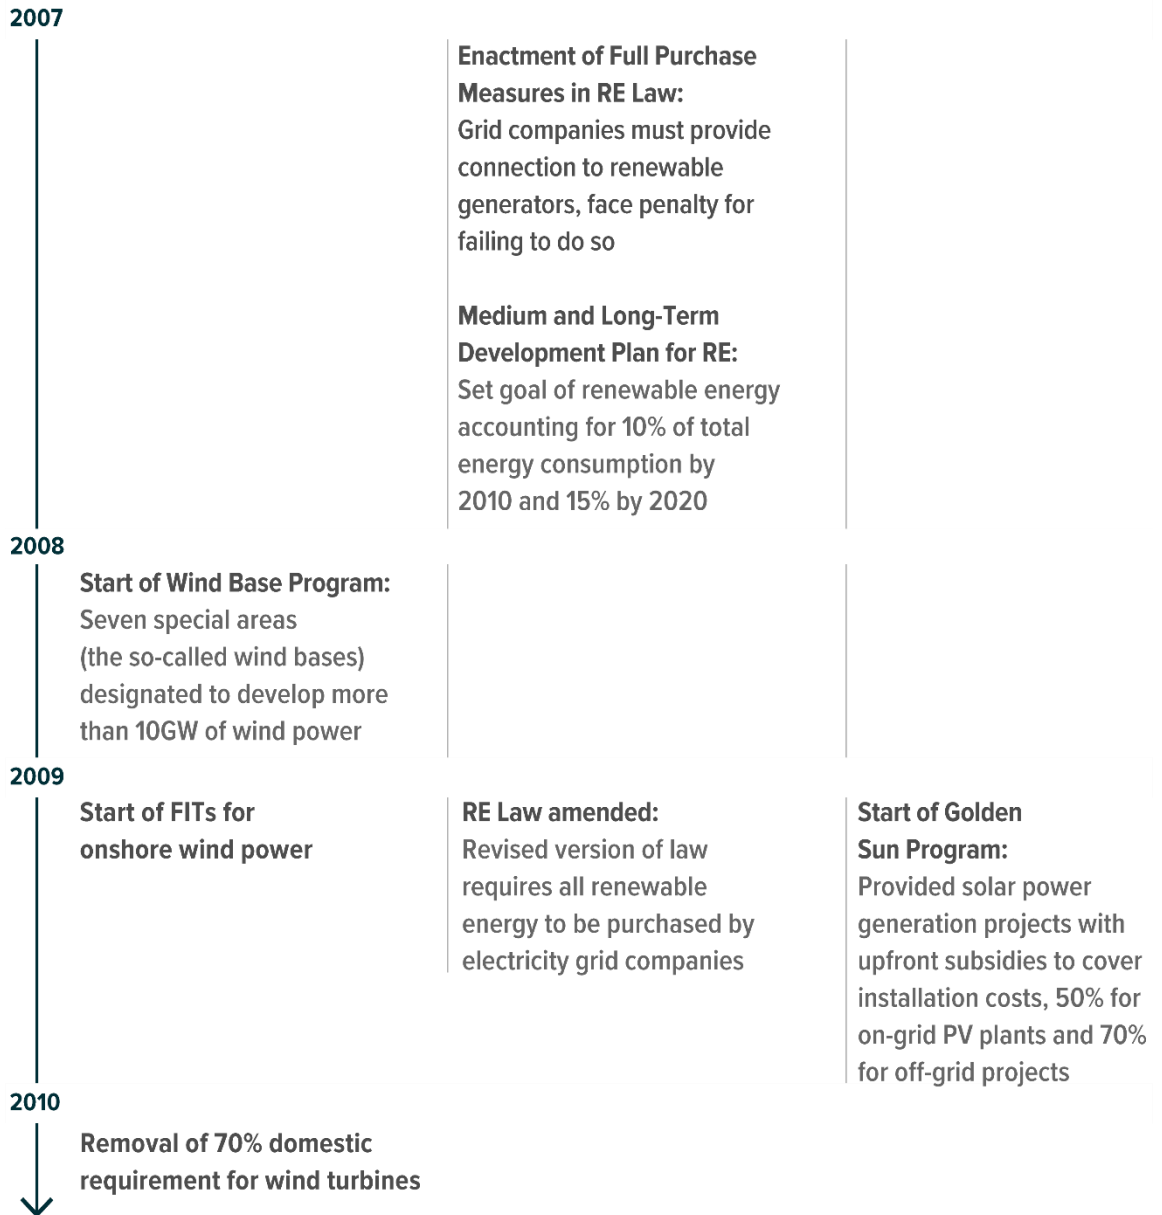 2007
Enactment of Full Purchase
Measures in RE Law:
Grid companies must provide
connection to renewable
generators, face penalty for
failing to do so
Medium and Long-Term
Development Plan for RE:
Set goal of renewable energy
accounting for 10% of total
energy consumption by
2010 and 15% by 2020
2008
Start of Wind Base Program:
Seven special areas
(the so-called wind bases)
designated to develop more
than 10GW of wind power
2009
Start of FITs for
onshore wind power
RE Law amended:
Revised version of law
requires all renewable
energy to be purchased by
electricity grid companies
Start of Golden
Sun Program:
Provided solar power
generation projects with
upfront subsidies to cover
installation costs, 50% for
on-grid PV plants and 70%
for off-grid projects
2010
Removal of 70% domestic
requirement for wind turbines